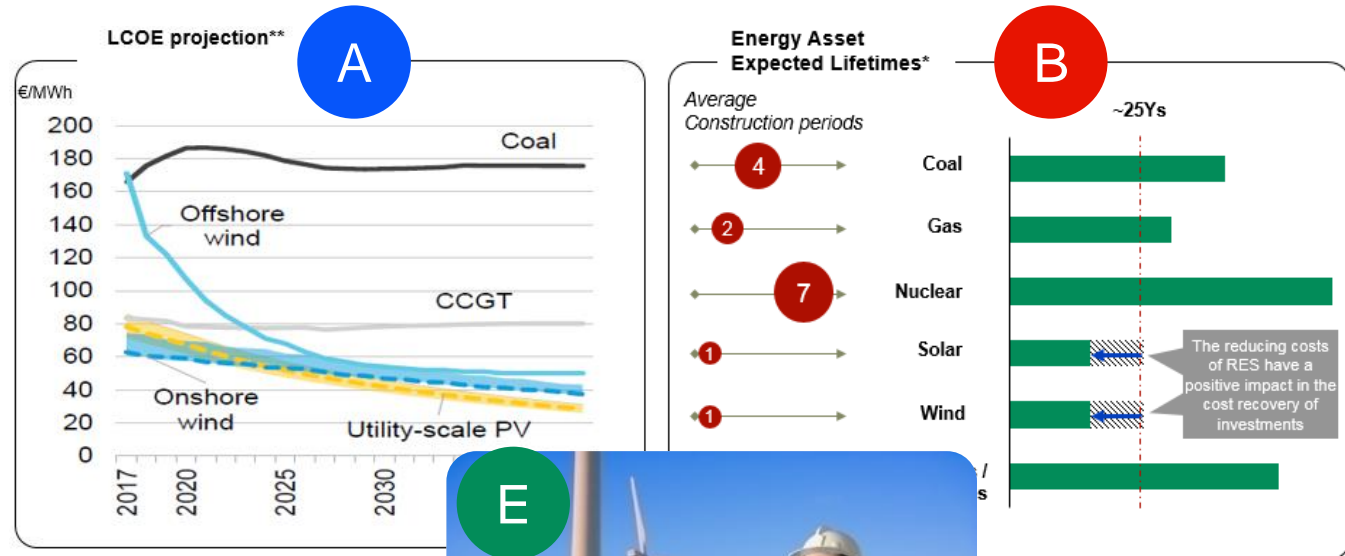 LCOE projection**
A
€/MWh
200
180
160
140
120
100
80
60
40
20
0
Coal
Offshore
wind
CCGT
Onshore
wind
Utility-scale PV
2017
2020
2025
2030
Energy Asset
Expected Lifetimes*
B
Average
Construction periods
~25Ys
4
Coal
2
Gas
7
Nuclear
1
Solar
1
Wind
The reducing costs
of RES have a
positive impact in the
cost recovery of
investments
/
s
E